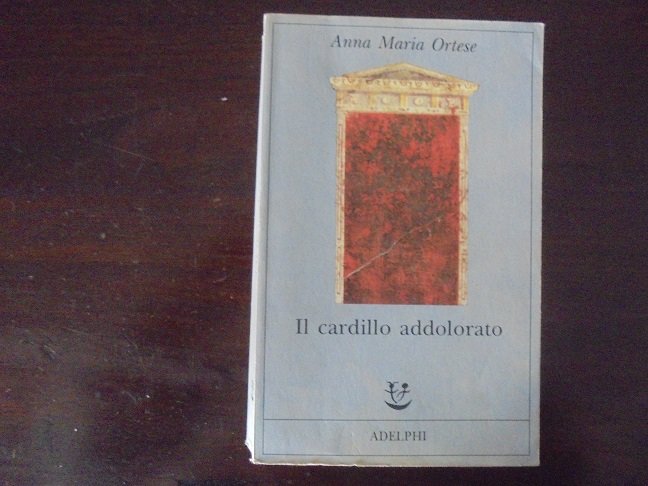 Anna Maria Ortese
Il cardillo addolorato
ADELPHI